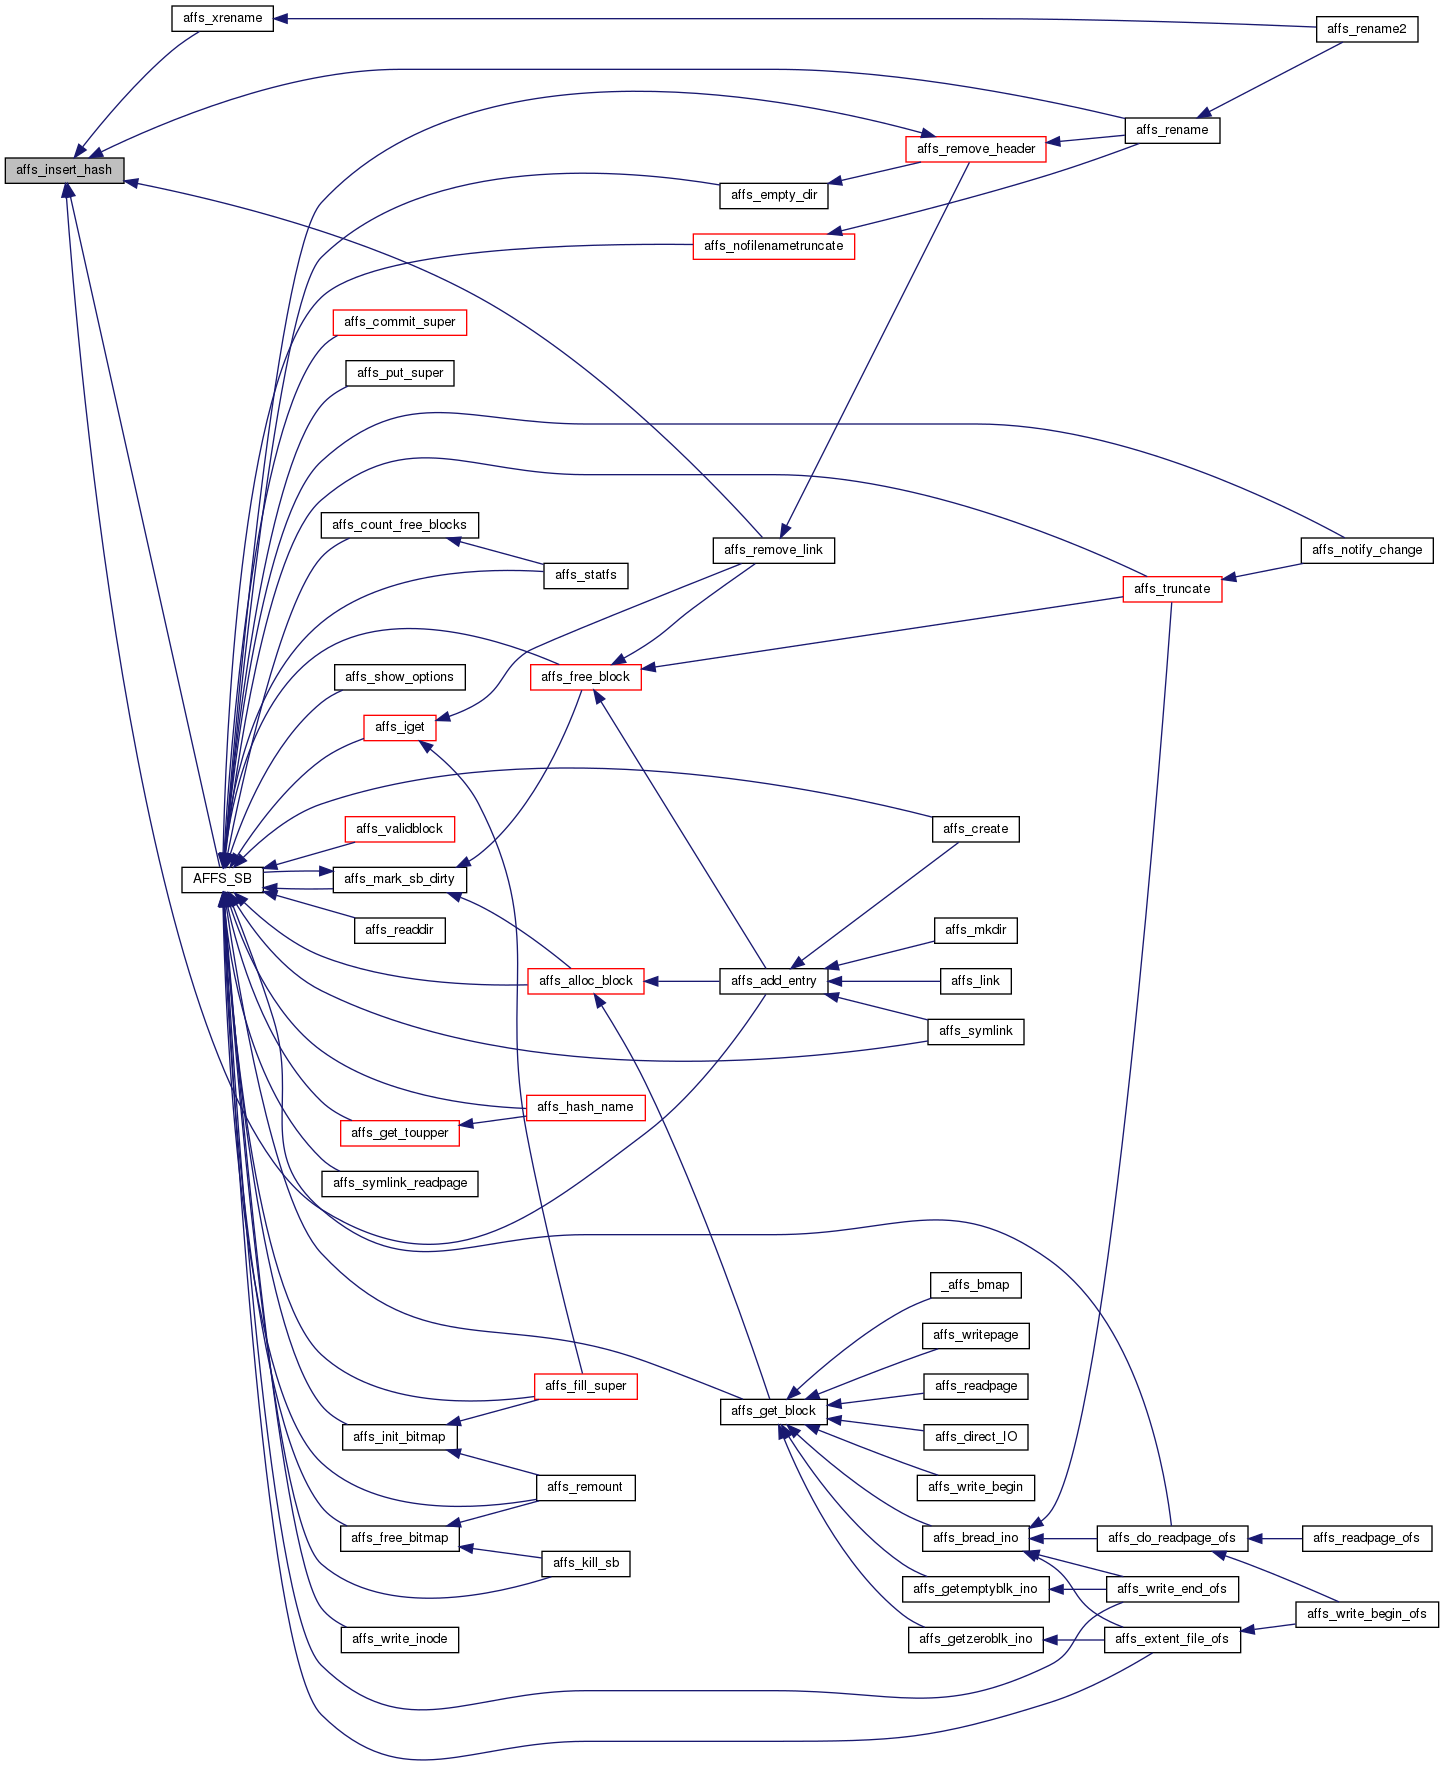 affs_xrename
affs_rename2
affs_rename
affs_remove_header
affs_insert_hash
affs_empty_dir
affs_nofilenametruncate
affs_commit_super
affs_put_super
affs_count_free_blocks
affs_remove_link
affs_notify_change
affs_statfs
affs_truncate
affs_show_options
affs_free_block
affs_iget
affs_validblock
affs_create
AFFS_SB
affs_mark_sb_dirty
affs_readdir
affs_mkdir
affs_alloc_block
affs_add_entry
affs_link
affs_symlink
affs_hash_name
affs_get_toupper
affs_symlink_readpage
_affs_bmap
affs_writepage
affs_fill_super
affs_readpage
affs_get_block
affs_init_bitmap
affs_direct_IO
affs_remount
affs_write_begin
affs_free_bitmap
affs_bread_ino
affs_do_readpage_ofs
affs_readpage_ofs
affs_kill_sb
affs_getemptyblk_ino
affs_write_end_ofs
affs_write_begin_ofs
affs_write_inode
affs_getzeroblk_ino
affs_extent_file_ofs